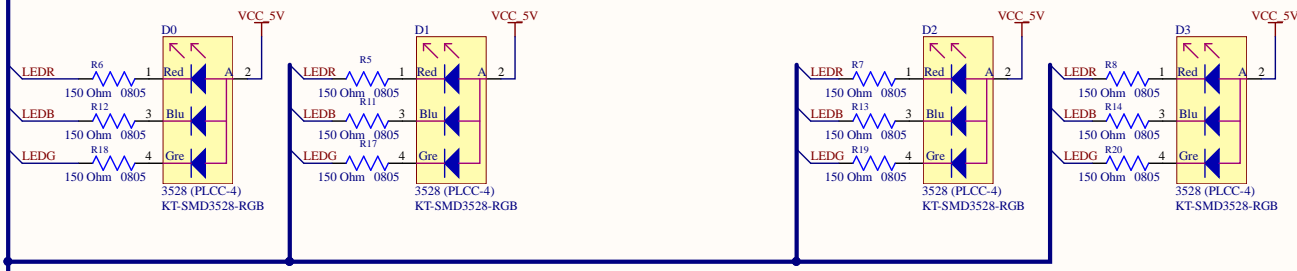 VCC_5V
D0
LEDR
R6
1
Red
A
2
150 Ohm 0805
LEDB
R12
3
Blu
150 Ohm 0805
LEDG
R18
4
Gre
150 Ohm 0805
3528 (PLCC-4)
KT-SMD3528-RGB
VCC_5V
D1
LEDR
R5
1
Red
A
2
150 Ohm 0805
LEDB
R11
3
Blu
150 Ohm 0805
LEDG
R17
4
Gre
150 Ohm 0805
3528 (PLCC-4)
KT-SMD3528-RGB
VCC_5V
D2
LEDR
R7
1
Red
A
2
150 Ohm 0805
LEDB
R13
3
Blu
150 Ohm 0805
LEDG
R19
4
Gre
150 Ohm 0805
3528 (PLCC-4)
KT-SMD3528-RGB
VCC_5V
D3
LEDR
R8
1
Red
A
2
150 Ohm 0805
LEDB
R14
3
Blu
150 Ohm 0805
LEDG
R20
4
Gre
150 Ohm 0805
3528 (PLCC-4)
KT-SMD3528-RGB